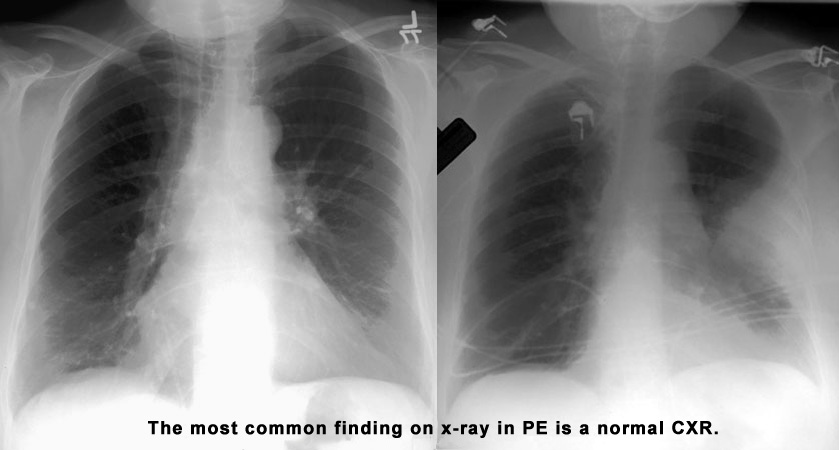 The most common finding on x-ray in PE is a normal CXR.